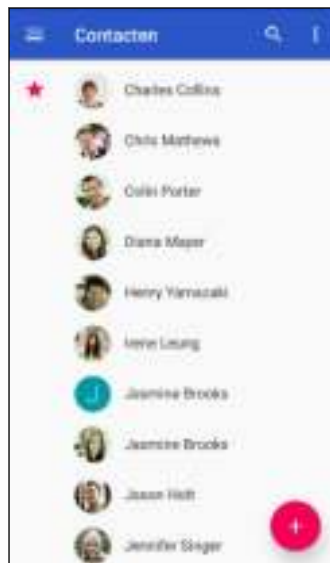 Contacten
Charles Collins
Chris Mathews
Colin Porter
Diana Mayer
Henry Yamazaki
Irene Leung
J Jasmine Brooks
Jasmine Brooks
Jason Holt
Jennifer Singer